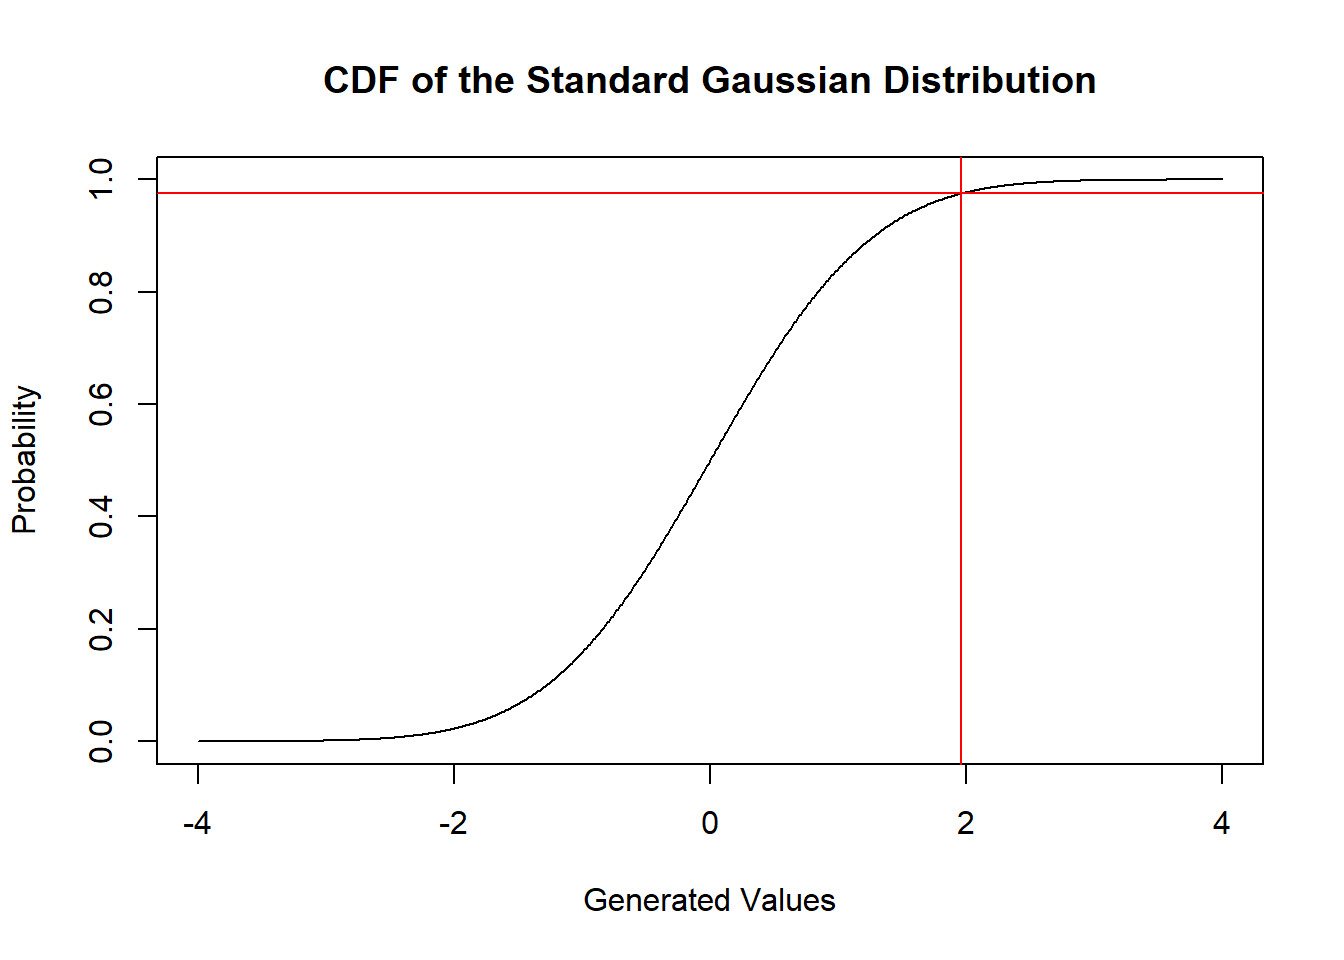 CDF of the Standard Gaussian Distribution
Probability
1.0
0.8
0.6
0.4
0.2
0.0
-4 -2 0 2 4
Generated Values